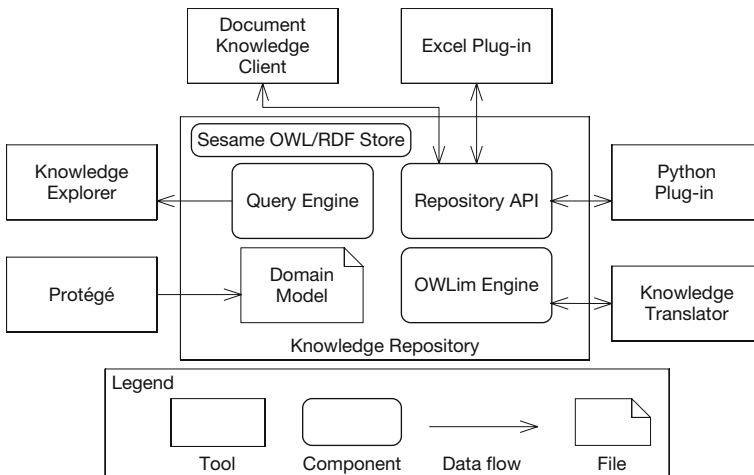 Document
Knowledge
Client
Excel Plug-in
Sesame OWL/RDF Store
Knowledge
Explorer
Query Engine
Repository API
Python
Plug-in
Protégé
Domain
Model
OWLim Engine
Knowledge
Translator
Knowledge Repository
Legend
Tool
Component
Data flow
File